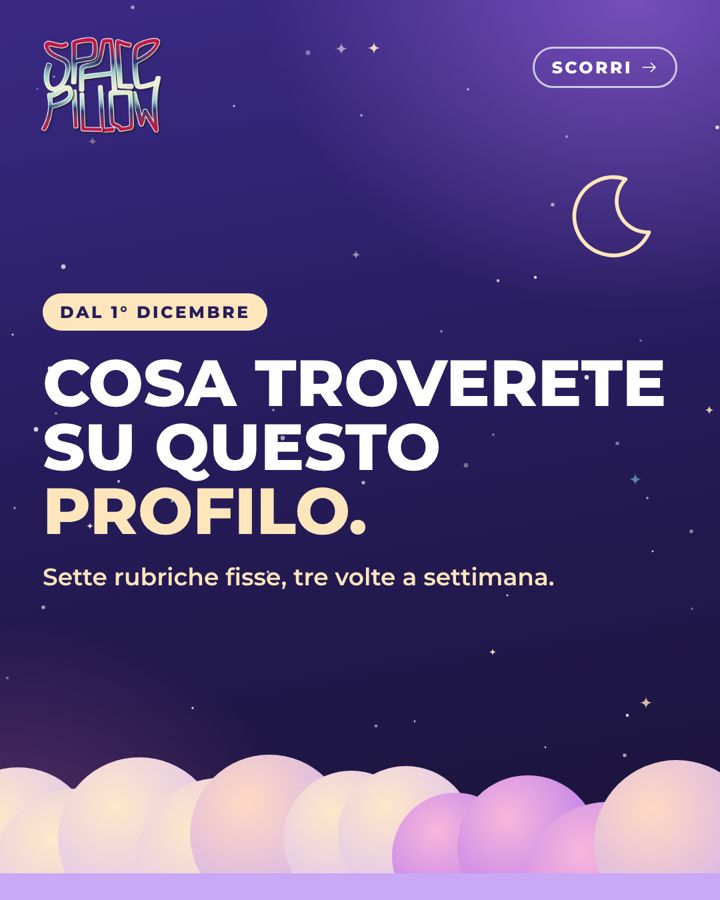 SPACE
PILLOW
SCORRI →
DAL 1° DICEMBRE
COSA TROVERETE
SU QUESTO
PROFILO.
Sette rubriche fisse, tre volte a settimana.